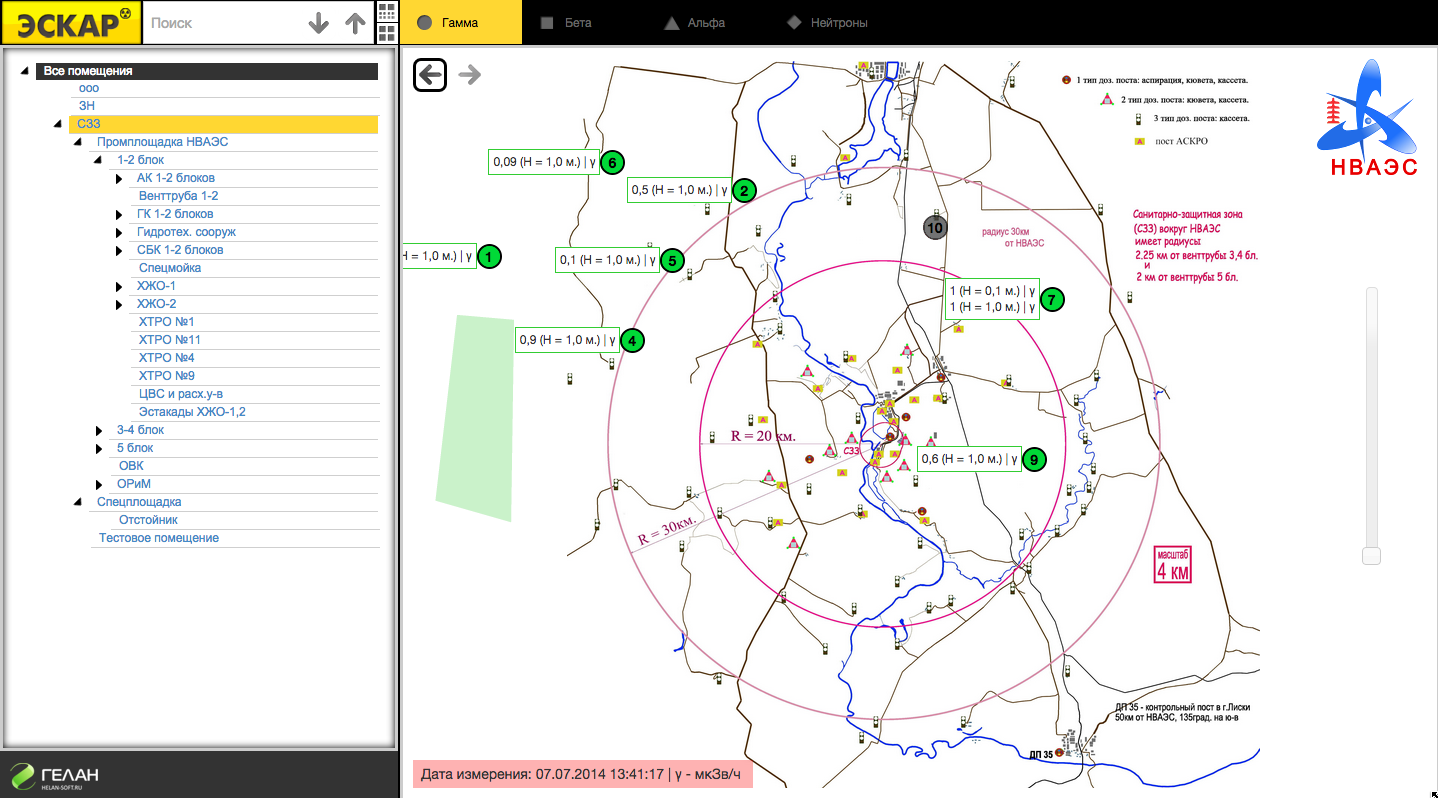 ЭСКАР
Поиск
Гамма
Бета
Альфа
Нейтроны
Все помещения
ооо
ЗН
СЗЗ
Промплощадка НВАЭС
1-2 блок
АК 1-2 блоков
Венттруба 1-2
ГК 1-2 блоков
Гидротех. сооруж
СБК 1-2 блоков
Спецмойка
ХЖО-1
ХЖО-2
ХТРО №1
ХТРО №11
ХТРО №4
ХТРО №9
ЦВС и расх.у-в
Эстакады ХЖО-1,2
3-4 блок
5 блок
ОВК
ОРиМ
Спецплощадка
Отстойник
Тестовое помещение
ГЕЛАН
HELAN-SOFT.RU
1 тип доз. поста: аспирация, кювета, кассета.
2 тип доз. поста: кювета, кассета.
3 тип доз. поста: кассета.
А пост АСКРО
НВАЭС
0,09 (H = 1,0 м.) | γ 6
0,5 (H = 1,0 м.) | γ 2
10
радиус 30км
от НВАЭС
Санитарно-защитная зона
(СЗЗ) вокруг НВАЭС
имеет радиусы:
2,25 км от венттрубы 3,4 бл.
и
2 км от венттрубы 5 бл.
H = 1,0 м.) | γ 1
0,1 (H = 1,0 м.) | γ 5
1 (H = 0,1 м.) | γ
1 (H = 1,0 м.) | γ 7
0,9 (H = 1,0 м.) | γ 4
R = 20 км.
СЗЗ
0,6 (H = 1,0 м.) | γ 9
R = 30км.
масштаб
4 км
ДП 35 - контрольный пост в г.Лиски
50км от НВАЭС, 135град. на ю-в
ДП 35
Дата измерения: 07.07.2014 13:41:17 | γ - мкЗв/ч